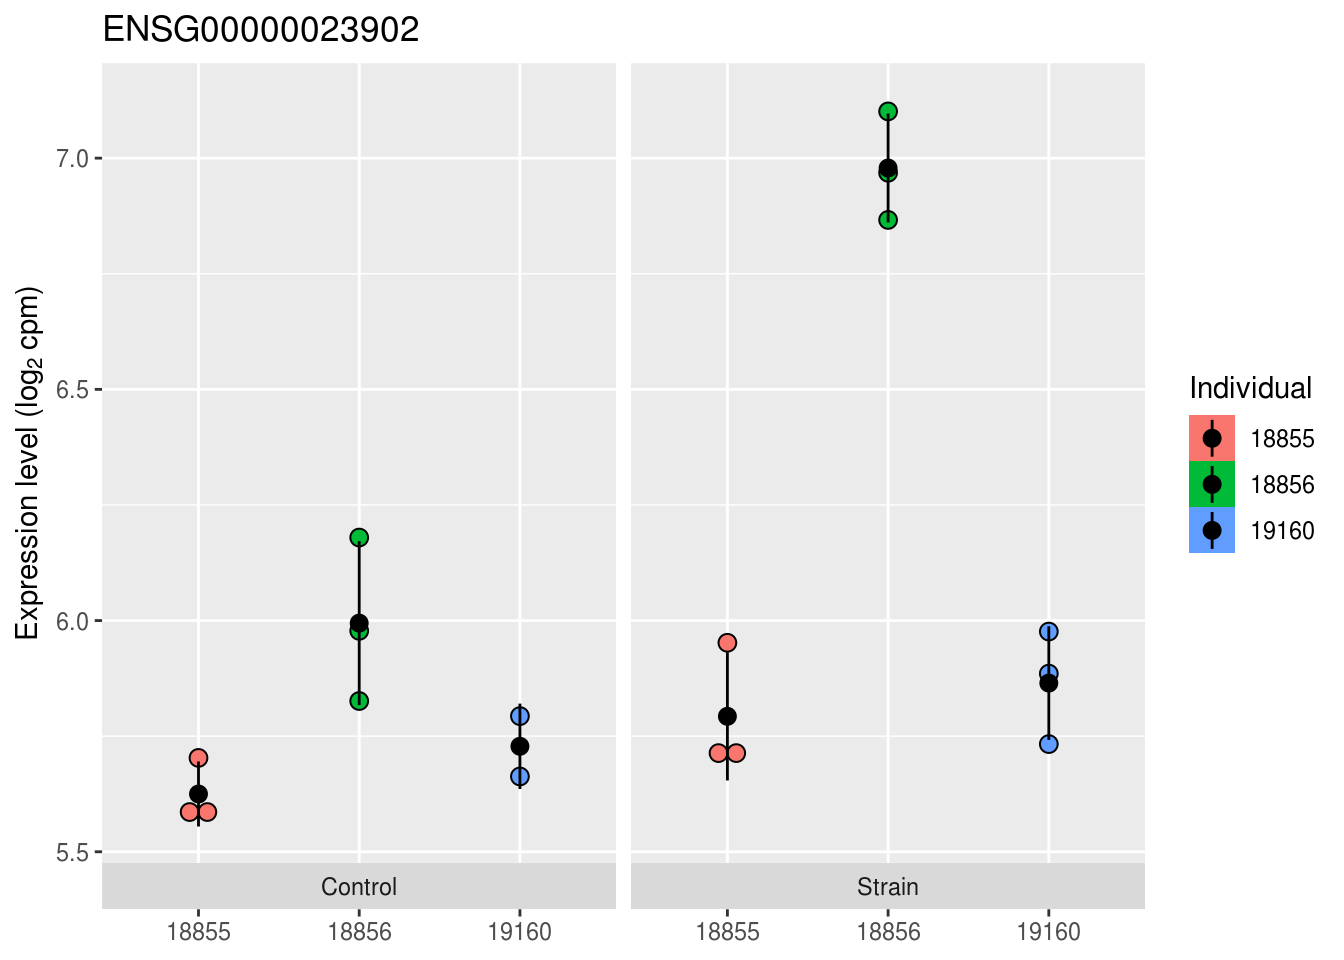 ENSG00000023902
Expression level (log2 cpm)
7.0
6.5
6.0
5.5
Control
Strain
18855
18856
19160
18855
18856
19160
Individual
18855
18856
19160